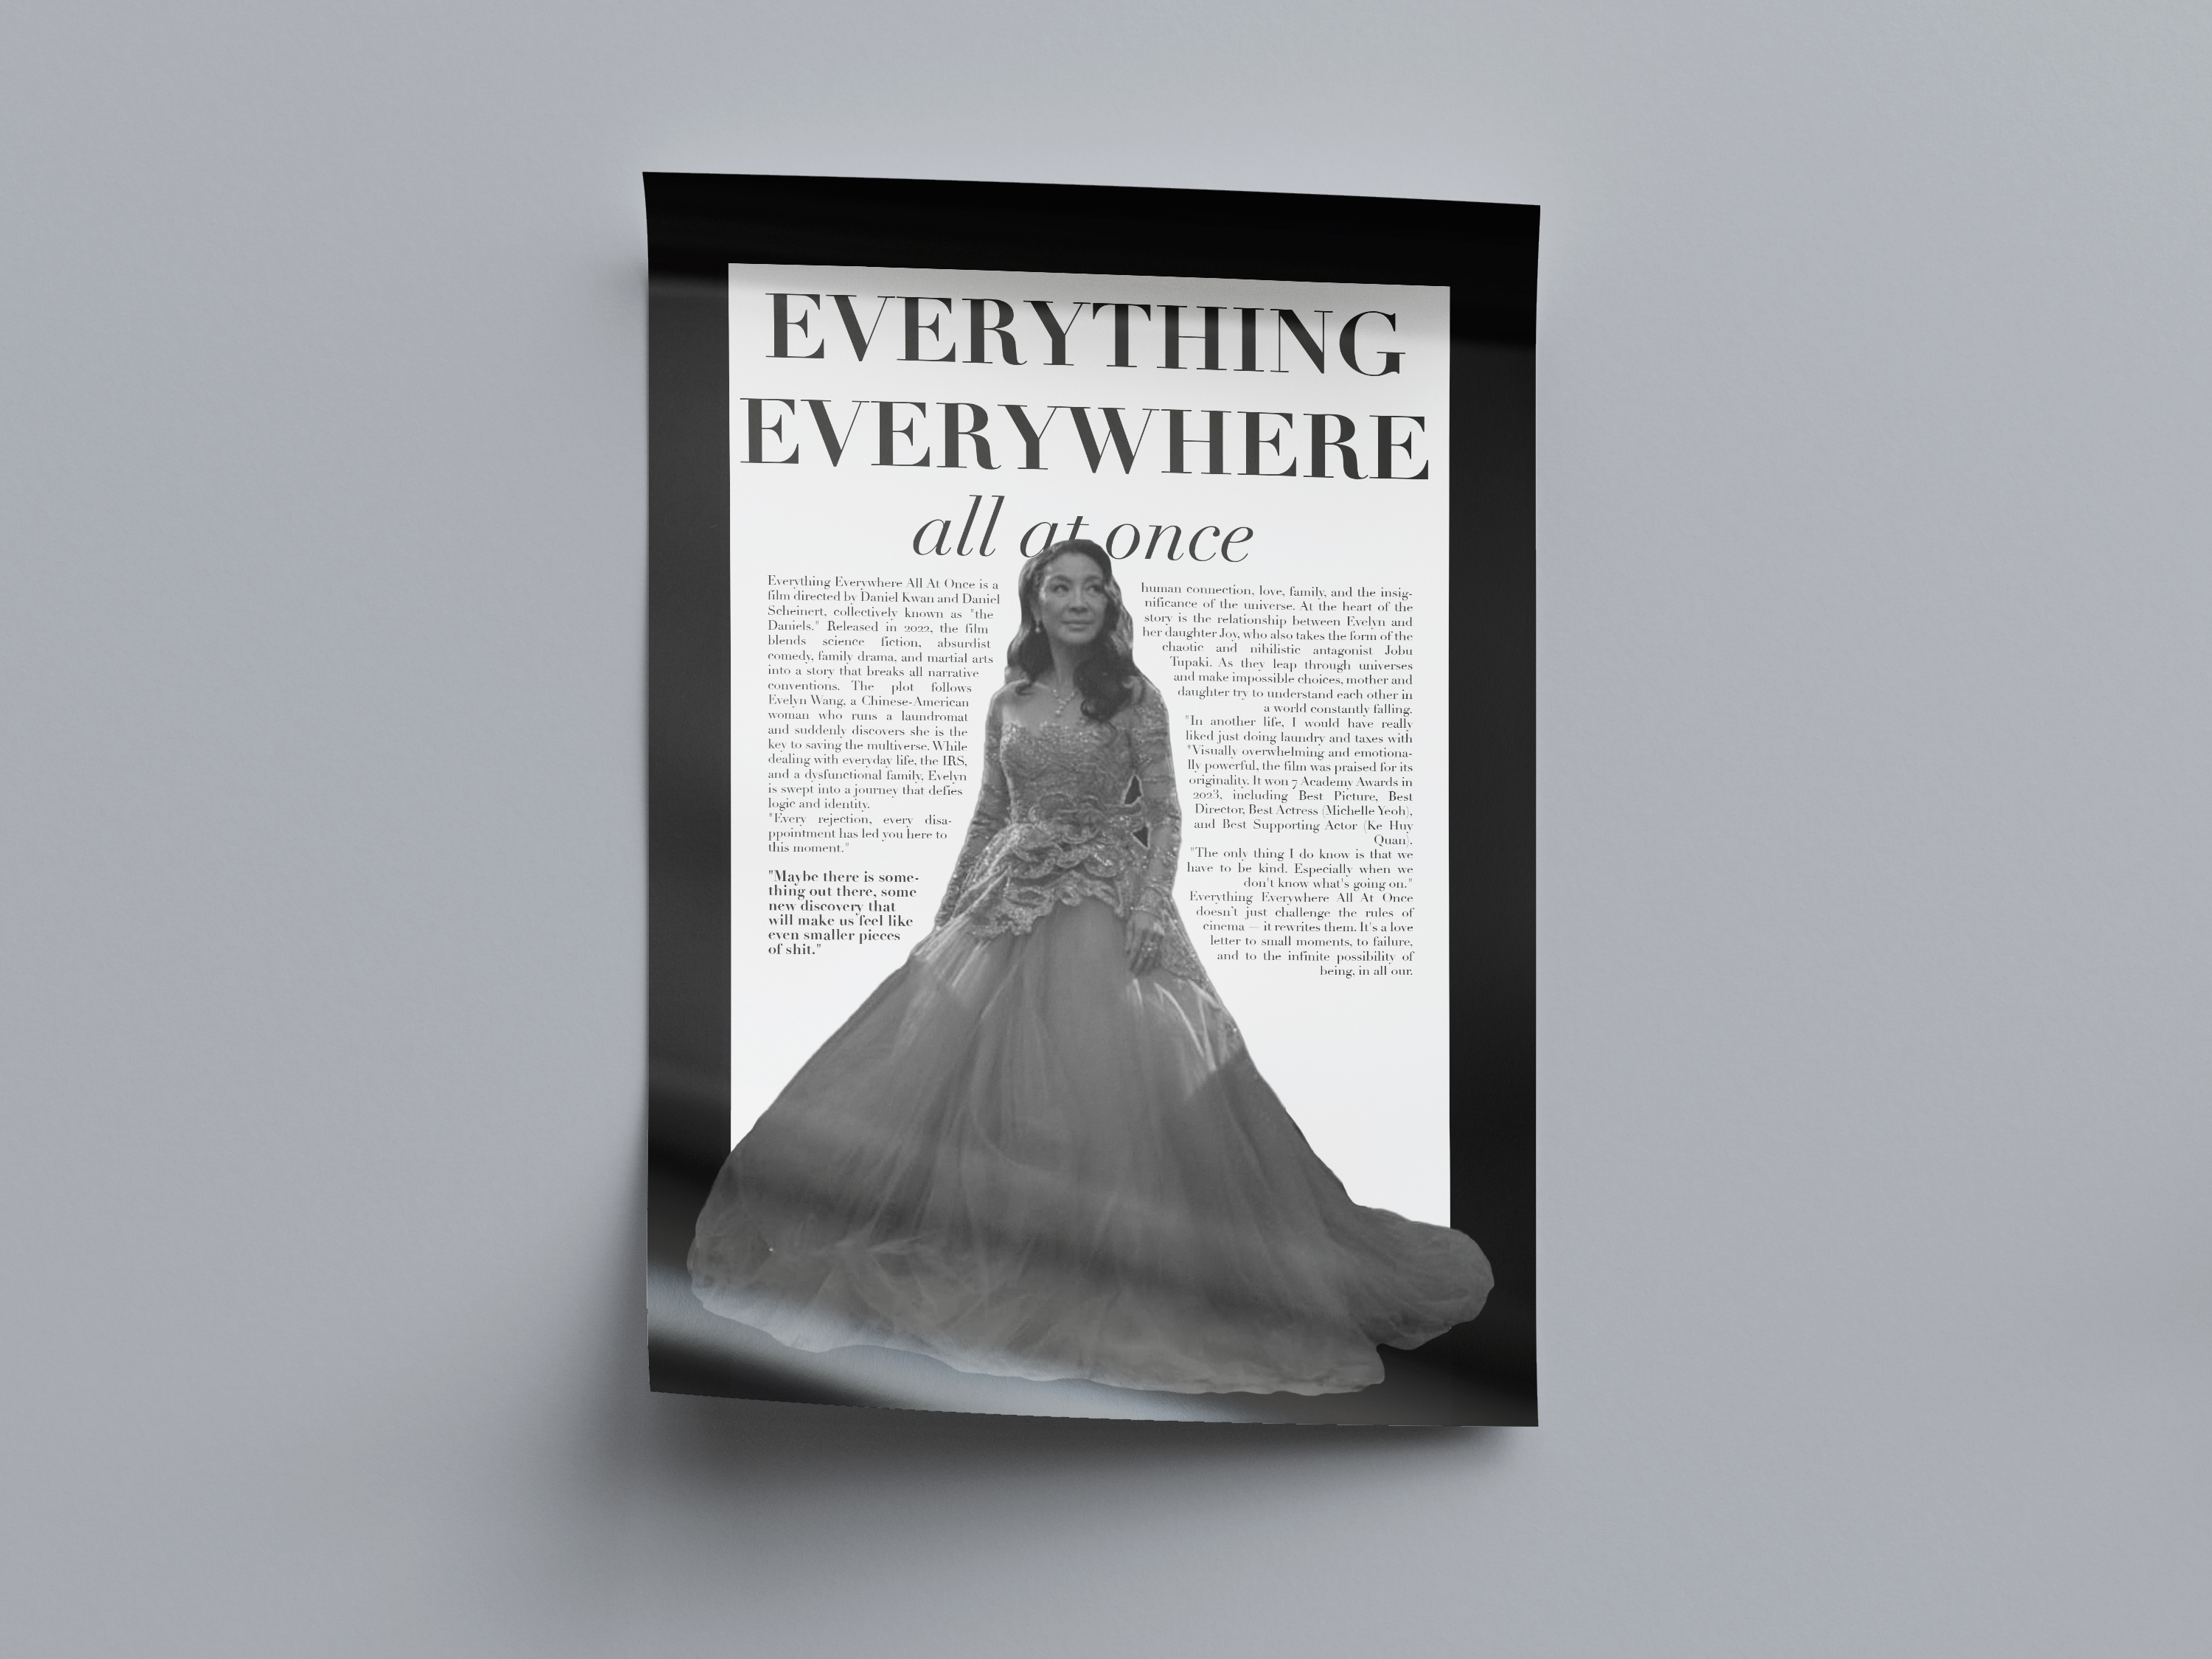 EVERYTHING
EVERYWHERE
all at once
Everything Everywhere All At Once is a
film directed by Daniel Kwan and Daniel
Scheinert, collectively known as "the
Daniels." Released in 2022, the film
blends science fiction, absurdist
comedy, family drama, and martial arts
into a story that breaks all narrative
conventions. The plot follows
Evelyn Wang, a Chinese-American
woman who runs a laundromat
and suddenly discovers she is the
key to saving the multiverse. While
dealing with everyday life, the IRS,
and a dysfunctional family, Evelyn
is swept into a journey that defies
logic and identity.
"Every rejection, every disa-
ppointment has led you here to
this moment."
"Maybe there is some-
thing out there, some
new discovery that
will make us feel like
even smaller pieces
of shit."
human connection, love, family, and the insig-
nificance of the universe. At the heart of the
story is the relationship between Evelyn and
her daughter Joy, who also takes the form of the
chaotic and nihilistic antagonist Jobu
Tupaki. As they leap through universes
and make impossible choices, mother and
daughter try to understand each other in
a world constantly falling.
"In another life, I would have really
liked just doing laundry and taxes with
"Visually overwhelming and emotiona-
lly powerful, the film was praised for its
originality. It won 7 Academy Awards in
2023, including Best Picture, Best
Director, Best Actress (Michelle Yeoh),
and Best Supporting Actor (Ke Huy
Quan).
"The only thing I do know is that we
have to be kind. Especially when we
don't know what's going on."
Everything Everywhere All At Once
doesn't just challenge the rules of
cinema — it rewrites them. It's a love
letter to small moments, to failure,
and to the infinite possibility of
being, in all our.